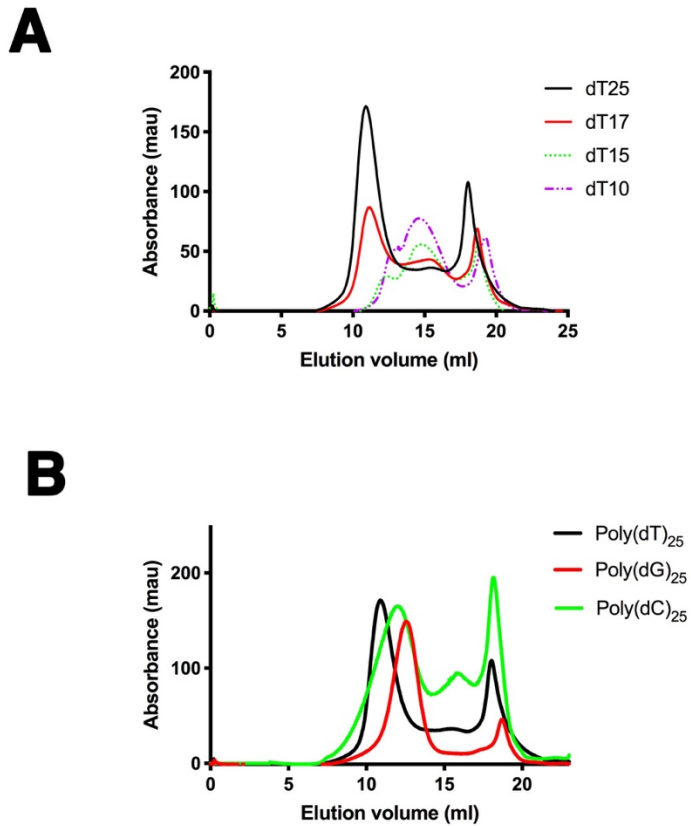 A
200
150
100
50
0
Absorbance (mau)
0 5 10 15 20 25
Elution volume (ml)
dT25
dT17
dT15
dT10
B
200
100
0
Absorbance (mau)
0 5 10 15 20
Elution volume (ml)
Poly(dT)25
Poly(dG)25
Poly(dC)25